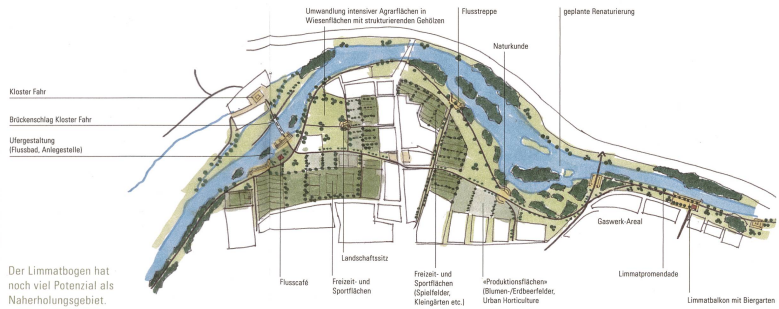 Umwandlung intensiver Agrarflächen in
Wiesenflächen mit strukturierenden Gehölzen
Flusstreppe
geplante Renaturierung
Naturkunde
Kloster Fahr
Brückenschlag Kloster Fahr
Ufergestaltung
(Flussbad, Anlegestelle)
Gaswerk-Areal
Landschaftssitz
Limmatpromendade
Der Limmatbogen hat
noch viel Potenzial als
Naherholungsgebiet.
Flusscafé
Freizeit- und
Sportflächen
Freizeit- und
Sportflächen
(Spielfelder,
Kleingärten etc.)
«Produktionsflächen»
(Blumen-/Erdbeerfelder,
Urban Horticulture
Limmatbalkon mit Biergarten